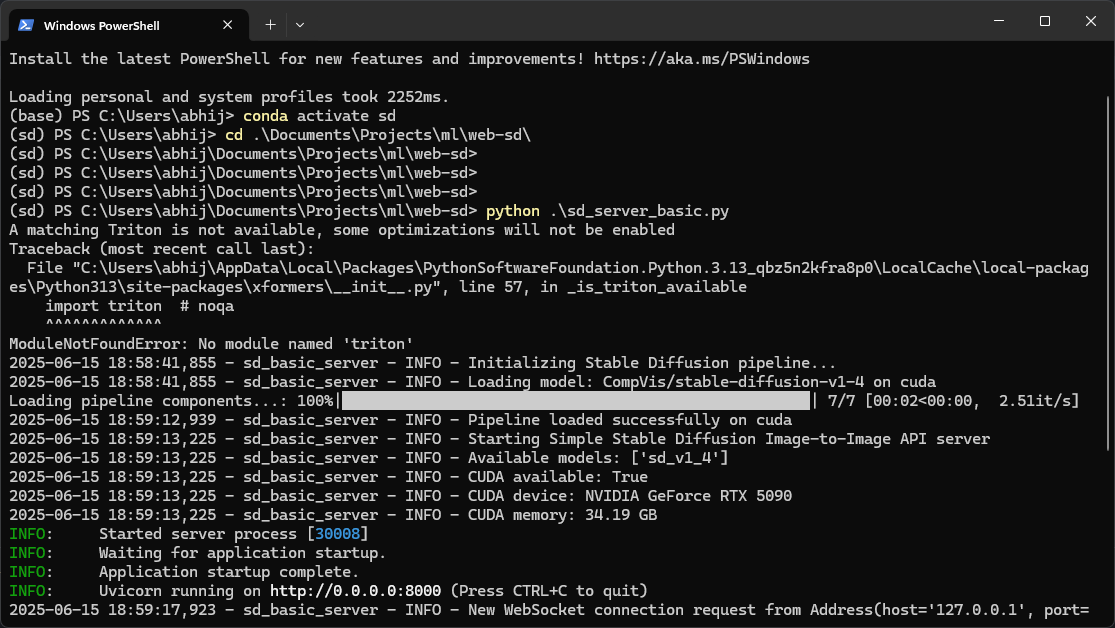 Windows PowerShell
Install the latest PowerShell for new features and improvements! https://aka.ms/PSWindows
Loading personal and system profiles took 2252ms.
(base) PS C:\Users\abhij> conda activate sd
(sd) PS C:\Users\abhij> cd .\Documents\Projects\ml\web-sd\
(sd) PS C:\Users\abhij\Documents\Projects\ml\web-sd>
(sd) PS C:\Users\abhij\Documents\Projects\ml\web-sd>
(sd) PS C:\Users\abhij\Documents\Projects\ml\web-sd>
(sd) PS C:\Users\abhij\Documents\Projects\ml\web-sd> python .\sd_server_basic.py
A matching Triton is not available, some optimizations will not be enabled
Traceback (most recent call last):
  File "C:\Users\abhij\AppData\Local\Packages\PythonSoftwareFoundation.Python.3.13_qbz5n2kfra8p0\LocalCache\local-packag
es\Python313\site-packages\xformers\__init__.py", line 57, in _is_triton_available
    import triton  # noqa
    ^^^^^^^^^^^^^
ModuleNotFoundError: No module named 'triton'
2025-06-15 18:58:41,855 - sd_basic_server - INFO - Initializing Stable Diffusion pipeline...
2025-06-15 18:58:41,855 - sd_basic_server - INFO - Loading model: CompVis/stable-diffusion-v1-4 on cuda
Loading pipeline components...: 100%|██████████| 7/7 [00:02<00:00,  2.51it/s]
2025-06-15 18:59:12,939 - sd_basic_server - INFO - Pipeline loaded successfully on cuda
2025-06-15 18:59:13,225 - sd_basic_server - INFO - Starting Simple Stable Diffusion Image-to-Image API server
2025-06-15 18:59:13,225 - sd_basic_server - INFO - Available models: ['sd_v1_4']
2025-06-15 18:59:13,225 - sd_basic_server - INFO - CUDA available: True
2025-06-15 18:59:13,225 - sd_basic_server - INFO - CUDA device: NVIDIA GeForce RTX 5090
2025-06-15 18:59:13,225 - sd_basic_server - INFO - CUDA memory: 34.19 GB
INFO:     Started server process [30008]
INFO:     Waiting for application startup.
INFO:     Application startup complete.
INFO:     Uvicorn running on http://0.0.0.0:8000 (Press CTRL+C to quit)
2025-06-15 18:59:17,923 - sd_basic_server - INFO - New WebSocket connection request from Address(host='127.0.0.1', port=